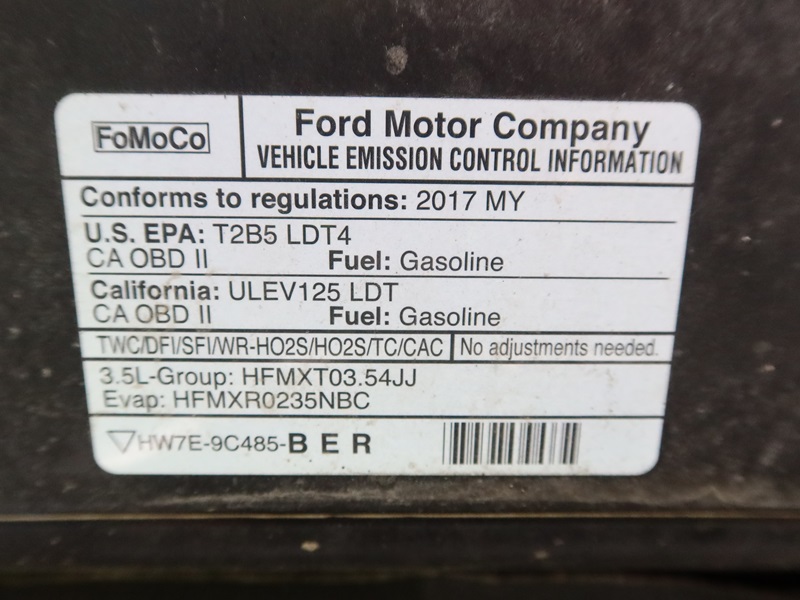 FoMoCo
Ford Motor Company
VEHICLE EMISSION CONTROL INFORMATION
Conforms to regulations: 2017 MY
U.S. EPA: T2B5 LDT4
CA OBD II Fuel: Gasoline
California: ULEV125 LDT
CA OBD II Fuel: Gasoline
TWC/DFI/SFI/WR-HO2S/HO2S/TC/CAC No adjustments needed.
3.5L-Group: HFMXT03.54JJ
Evap: HFMXR0235NBC
HW7E-9C485-B E R